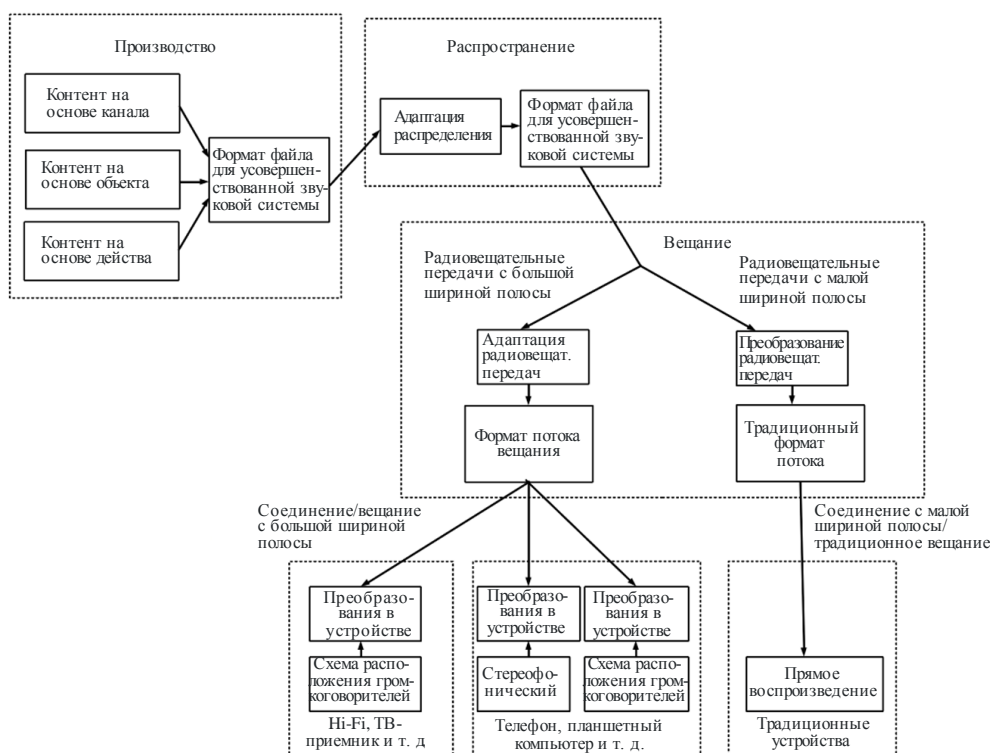 Производство
Контент на
основе канала
Контент на
основе объекта
Контент на
основе действа
Формат файла
для усовершен-
ствованной зву-
ковой системы
Распространение
Адаптация
распределения
Формат файла
для усовершен-
ствованной зву-
ковой системы
Вещание
Радиовещательные
передачи с большой
шириной полосы
Радиовещательные
передачи с малой
шириной полосы
Адаптация
радиовещат.
передач
Преобразование
радиовещат.
передач
Формат потока
вещания
Традиционный
формат
потока
Соединение/вещание
с большой шириной
полосы
Соединение с малой
шириной полосы/
традиционное вещание
Преобразо-
вания в
устройстве
Схема распо-
ложения гром-
коговорителей
Hi-Fi, ТВ-
приемник и т. д
Преобразо-
вания в
устройстве
Стереофо-
нический
Преобразо-
вания в
устройстве
Схема распо-
ложения гром-
коговорителей
Телефон, планшетный
компьютер и т. д.
Прямое
воспроизведение
Традиционные
устройства